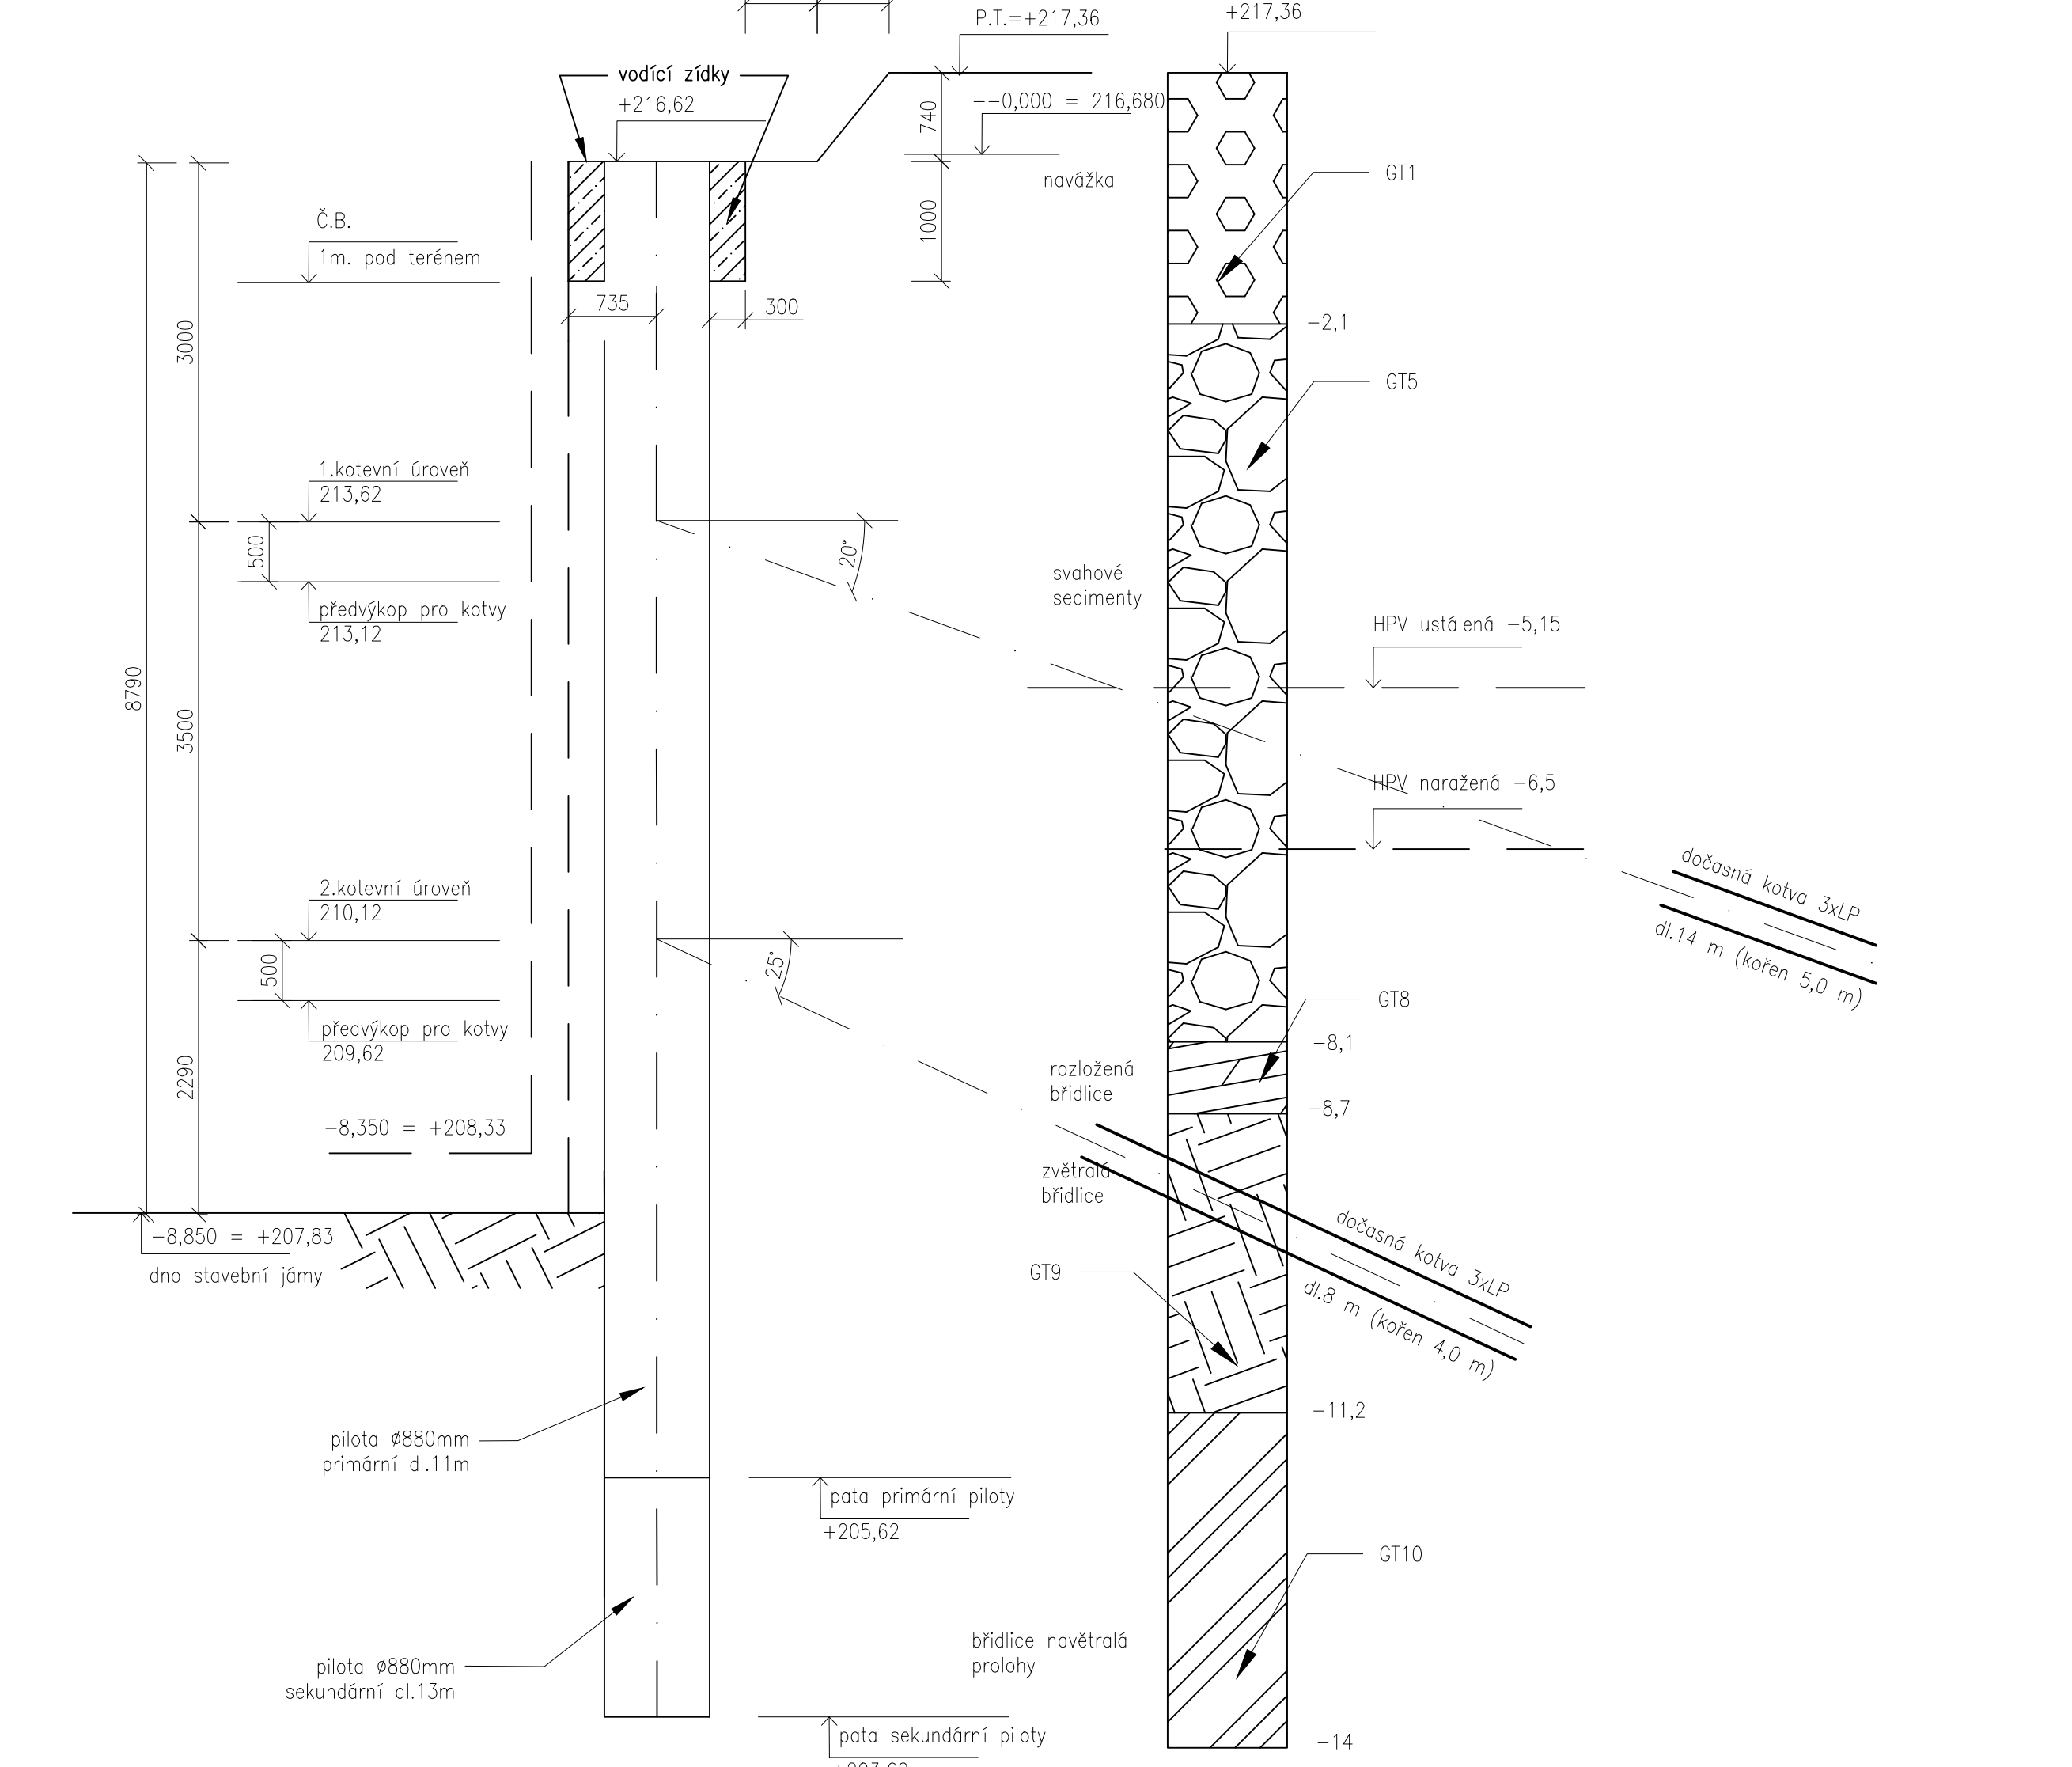 P.T.=+217,36
+217,36
vodící zídky
+216,62
740
+-0,000 = 216,680
navážka
GT1
Č.B.
1m. pod terénem
1000
735
300
3000
-2,1
GT5
1.kotevní úroveň
213,62
500
20°
předvýkop pro kotvy
213,12
svahové
sedimenty
HPV ustálená -5,15
8790
3500
HPV naražená -6,5
dočasná kotva 3xLP
dl.14 m (kořen 5,0 m)
2.kotevní úroveň
210,12
500
25°
předvýkop pro kotvy
209,62
GT8
-8,1
2290
rozložená
břidlice
-8,7
-8,350 = +208,33
zvětralá
břidlice
-8,850 = +207,83
dno stavební jámy
dočasná kotva 3xLP
dl.8 m (kořen 4,0 m)
GT9
-11,2
pilota ø880mm
primární dl.11m
pata primární piloty
+205,62
GT10
břidlice navětralá
prolohy
pilota ø880mm
sekundární dl.13m
pata sekundární piloty
-14